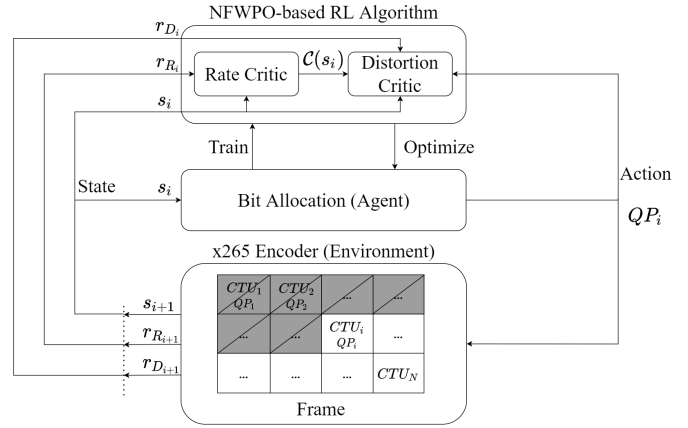 NFWPO-based RL Algorithm
$r_{D_i}$
$r_{R_i}$
Rate Critic
$\mathcal{C}(s_i)$
Distortion
Critic
$s_i$
Train
Optimize
State
$s_i$
Bit Allocation (Agent)
Action
$QP_i$
x265 Encoder (Environment)
$s_{i+1}$
$r_{R_{i+1}}$
$r_{D_{i+1}}$
$CTU_1$ $CTU_2$ ... ...
$QP_1$ $QP_2$
... ... $CTU_i$ ...
$QP_i$
... ... ... $CTU_N$
Frame